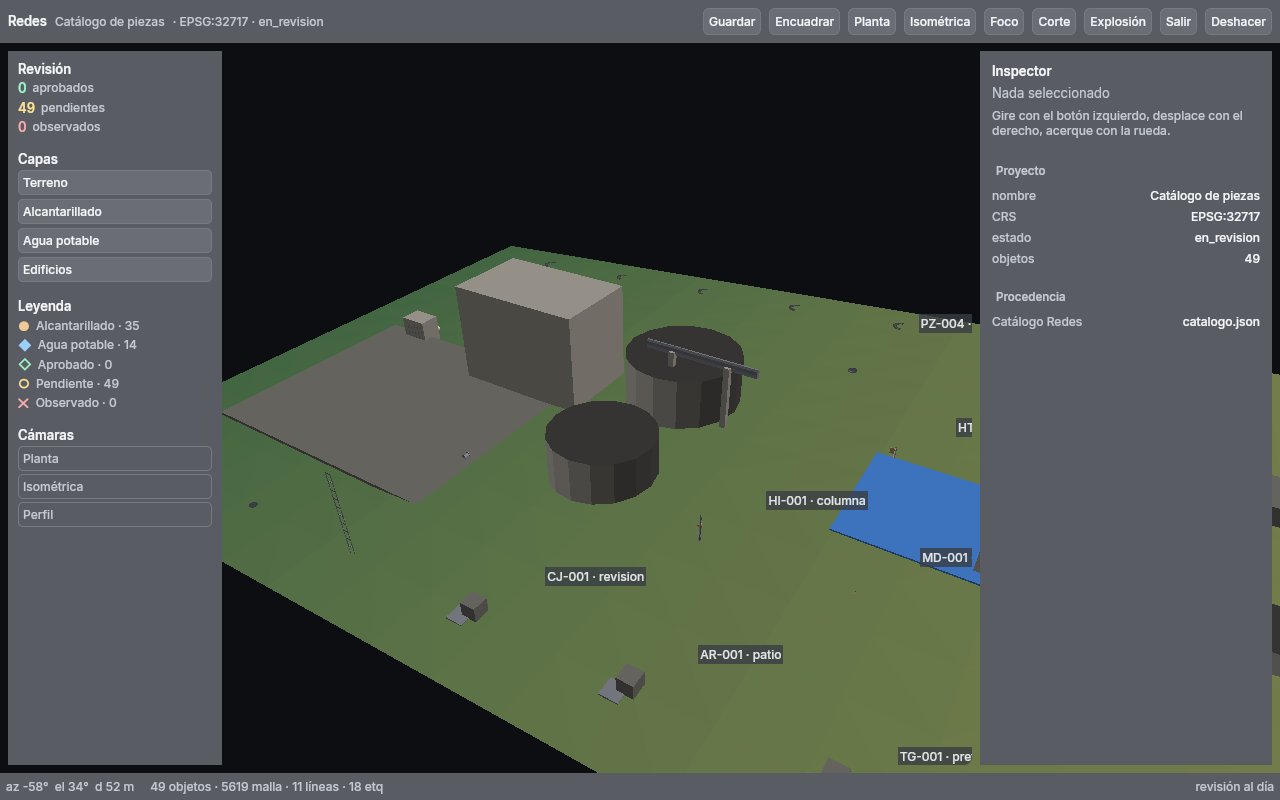 Redes Catálogo de piezas · EPSG:32717 · en_revision
Guardar Encuadrar Planta Isométrica Foco Corte Explosión Salir Deshacer
Revisión
0 aprobados
49 pendientes
0 observados
Capas
Terreno
Alcantarillado
Agua potable
Edificios
Leyenda
Alcantarillado · 35
Agua potable · 14
Aprobado · 0
Pendiente · 49
Observado · 0
Cámaras
Planta
Isométrica
Perfil
PZ-004 ·
HT
HI-001 · columna
MD-001
CJ-001 · revision
AR-001 · patio
TG-001 · pre
Inspector
Nada seleccionado
Gire con el botón izquierdo, desplace con el
derecho, acerque con la rueda.
Proyecto
nombre Catálogo de piezas
CRS EPSG:32717
estado en_revision
objetos 49
Procedencia
Catálogo Redes catalogo.json
az -58° el 34° d 52 m 49 objetos · 5619 malla · 11 líneas · 18 etq
revisión al día